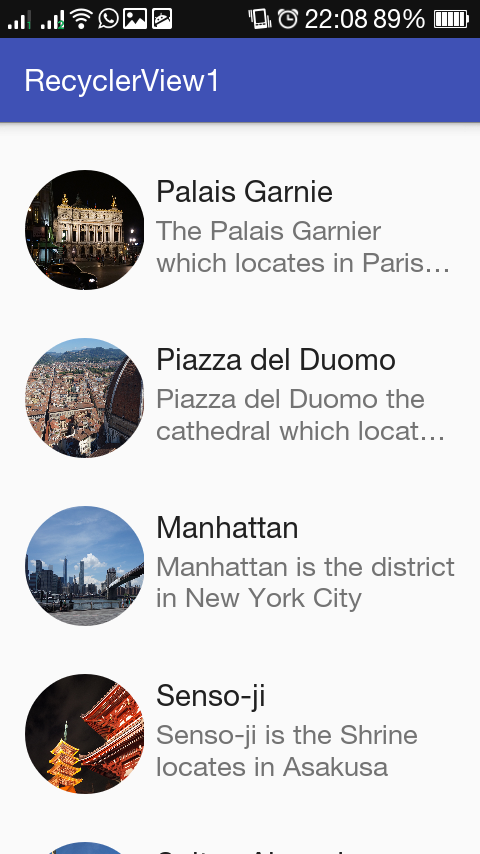 22:08 89%
RecyclerView1
Palais Garnie
The Palais Garnier
which locates in Paris…
Piazza del Duomo
Piazza del Duomo the
cathedral which locat…
Manhattan
Manhattan is the district
in New York City
Senso-ji
Senso-ji is the Shrine
locates in Asakusa